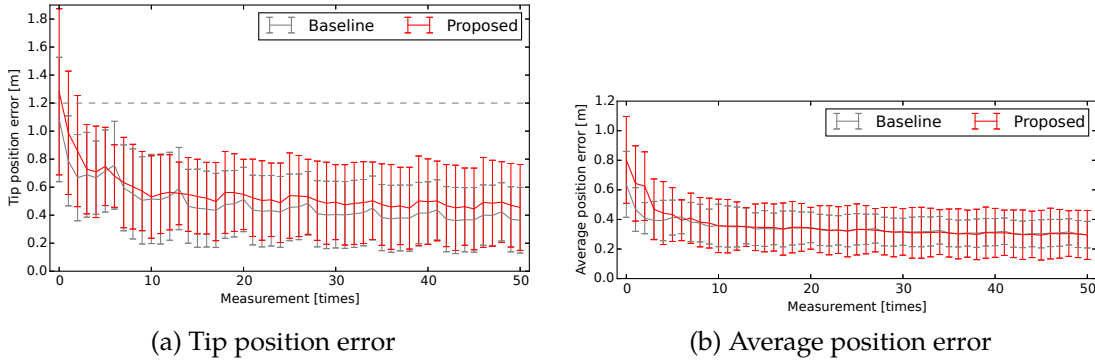 Tip position error [m]
1.8
1.6
1.4
1.2
1.0
0.8
0.6
0.4
0.2
0.0
Baseline Proposed
0 10 20 30 40 50
Measurement [times]
(a) Tip position error
Average position error [m]
1.2
1.0
0.8
0.6
0.4
0.2
0.0
Baseline Proposed
0 10 20 30 40 50
Measurement [times]
(b) Average position error